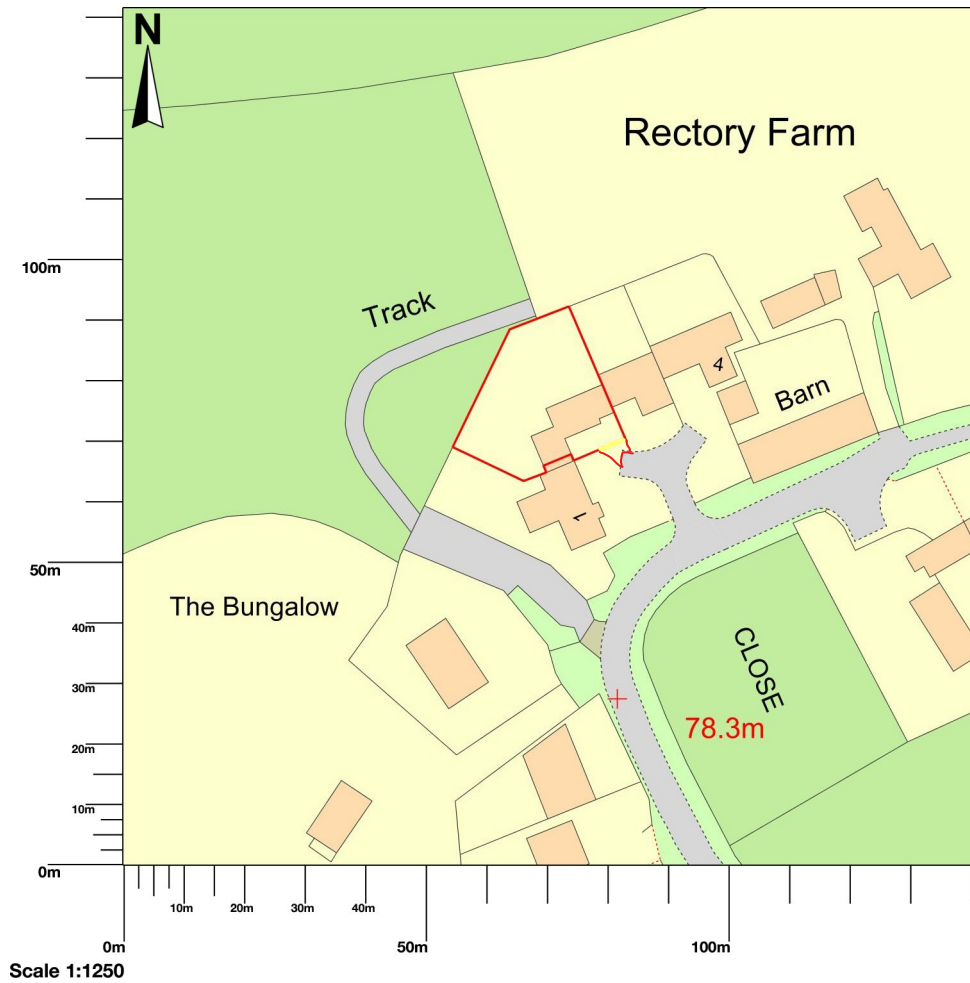 N
Rectory Farm
100m
Track
4
Barn
1
50m
The Bungalow
40m
CLOSE
30m
78.3m
20m
10m
0m
10m 20m 30m 40m
0m 50m 100m
Scale 1:1250